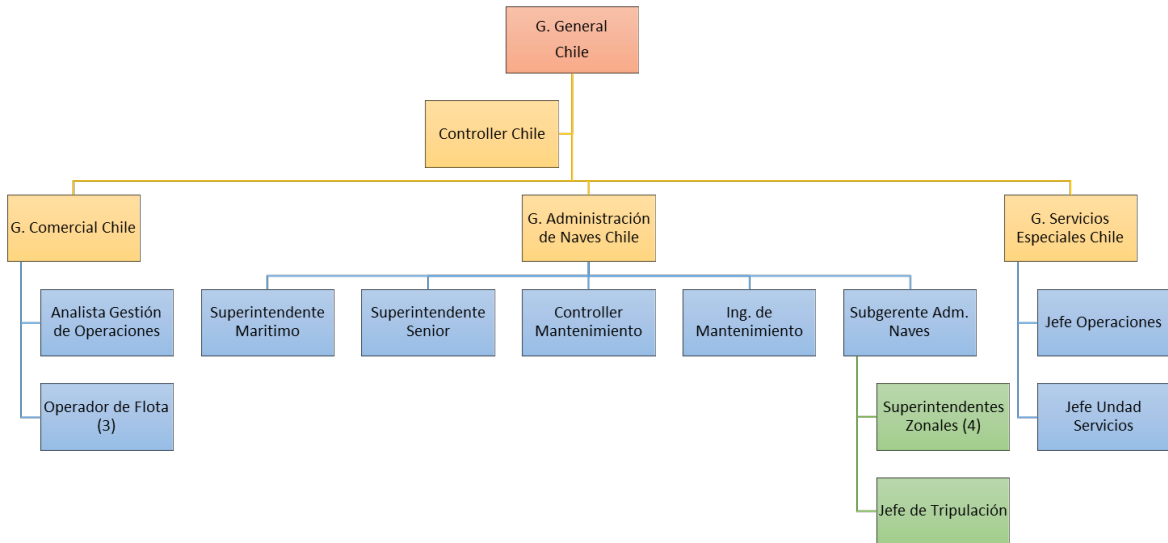 G. General
Chile
Controller Chile
G. Comercial Chile
G. Administración
de Naves Chile
G. Servicios
Especiales Chile
Analista Gestión
de Operaciones
Superintendente
Maritimo
Superintendente
Senior
Controller
Mantenimiento
Ing. de
Mantenimiento
Subgerente Adm.
Naves
Jefe Operaciones
Operador de Flota
(3)
Superintendentes
Zonales (4)
Jefe Undad
Servicios
Jefe de Tripulación